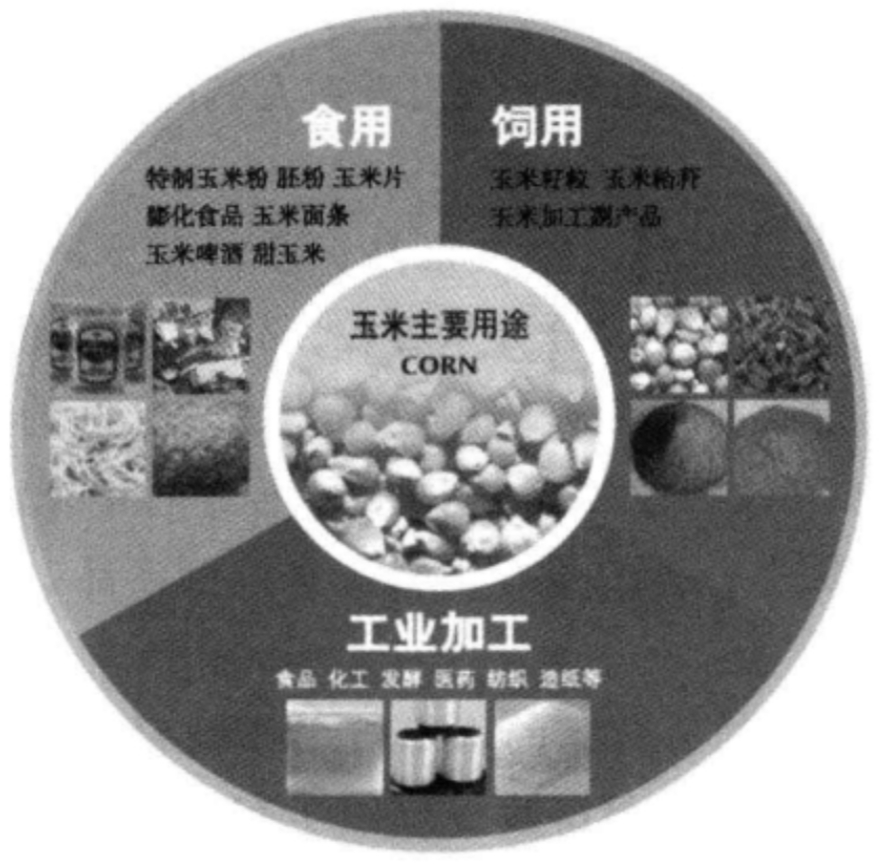 食用
特制玉米粉 胚粉 玉米片
膨化食品 玉米面条
玉米啤酒 甜玉米
饲用
玉米籽粒 玉米秸秆
玉米加工副产品
玉米主要用途
CORN
工业加工
食品 化工 发酵 医药 纺织 造纸等